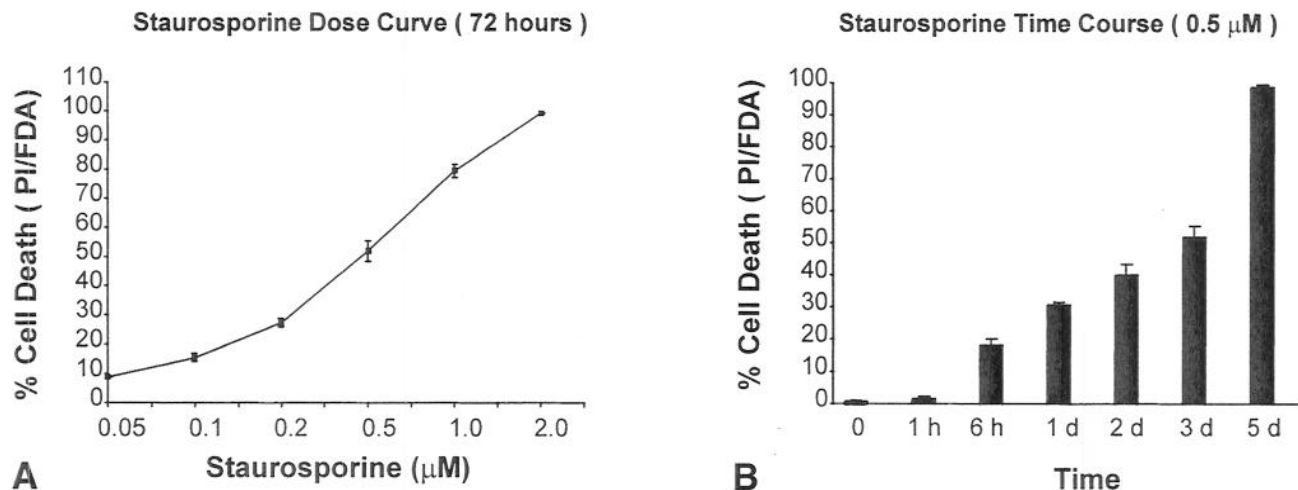 Staurosporine Dose Curve ( 72 hours )
% Cell Death ( PI/FDA)
110
100
90
80
70
60
50
40
30
20
10
0
0.05 0.1 0.2 0.5 1.0 2.0
Staurosporine (μM)
A
Staurosporine Time Course ( 0.5 μM )
% Cell Death ( PI/FDA)
100
90
80
70
60
50
40
30
20
10
0
0 1 h 6 h 1 d 2 d 3 d 5 d
Time
B